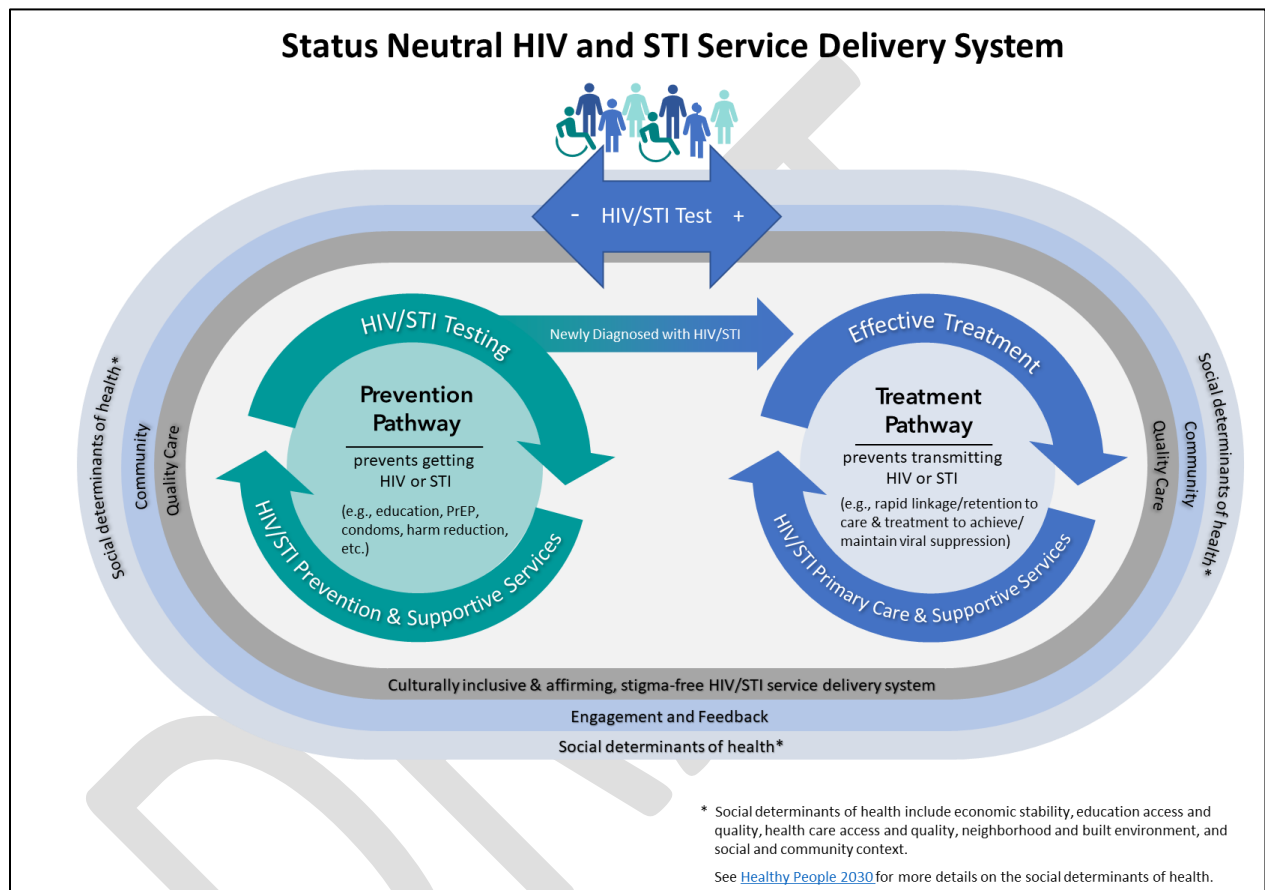 Status Neutral HIV and STI Service Delivery System
- HIV/STI Test +
HIV/STI Testing
Newly Diagnosed with HIV/STI
Effective Treatment
Prevention
Pathway
prevents getting
HIV or STI
(e.g., education, PrEP,
condoms, harm reduction,
etc.)
HIV/STI Prevention & Supportive Services
Treatment
Pathway
prevents transmitting
HIV or STI
(e.g., rapid linkage/retention to
care & treatment to achieve/
maintain viral suppression)
HIV/STI Primary Care & Supportive Services
Social determinants of health*
Community
Quality Care
Quality Care
Community
Social determinants of health*
Culturally inclusive & affirming, stigma-free HIV/STI service delivery system
Engagement and Feedback
Social determinants of health*
* Social determinants of health include economic stability, education access and
quality, health care access and quality, neighborhood and built environment, and
social and community context.
See Healthy People 2030 for more details on the social determinants of health.